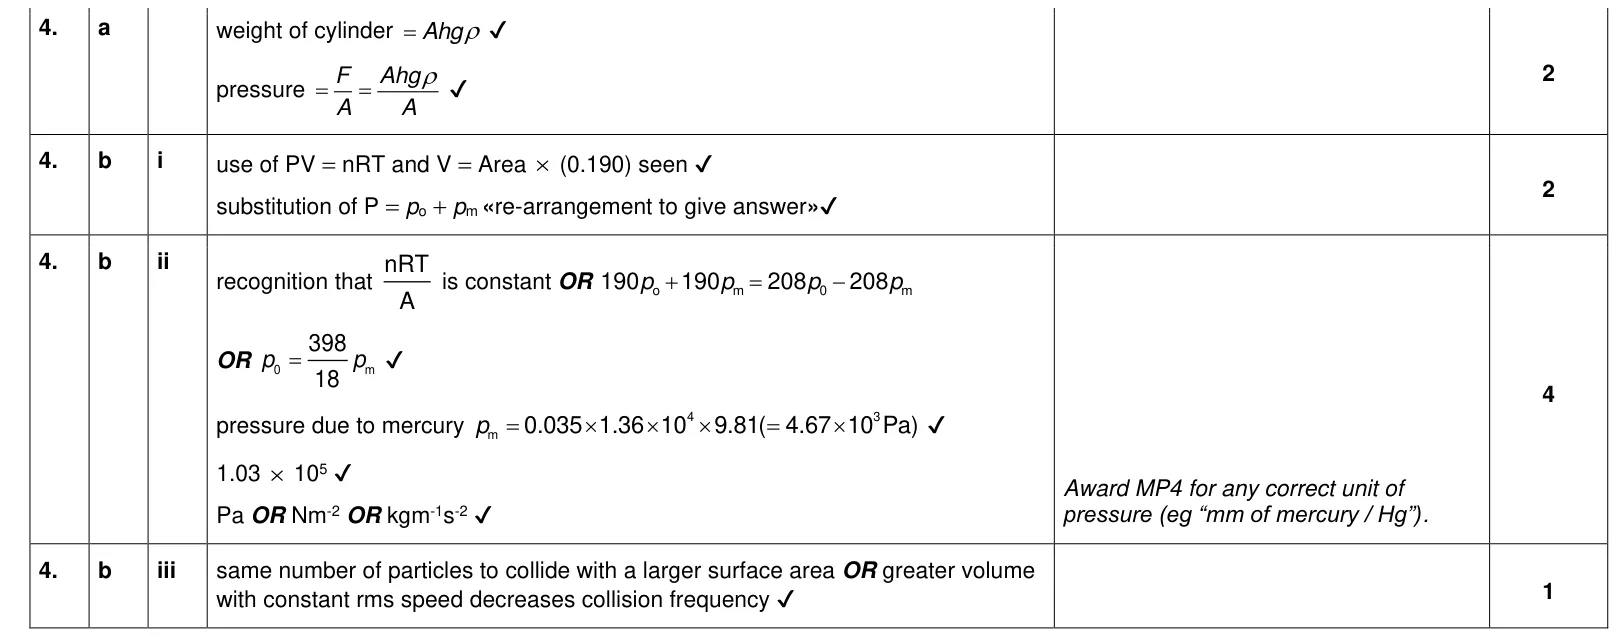 4. a weight of cylinder = Ahgρ ✓
pressure = F/A = Ahgρ/A ✓
2
4. b i use of PV = nRT and V = Area × (0.190) seen ✓
substitution of P = pₒ + pₘ «re-arrangement to give answer»✓
2
4. b ii recognition that nRT/A is constant OR 190pₒ + 190pₘ = 208p₀ − 208pₘ
OR p₀ = 398/18 pₘ ✓
pressure due to mercury pₘ = 0.035×1.36×10⁴×9.81(= 4.67×10³Pa) ✓
1.03 × 10⁵ ✓
Pa OR Nm⁻² OR kgm⁻¹s⁻² ✓
Award MP4 for any correct unit of
pressure (eg “mm of mercury / Hg”).
4
4. b iii same number of particles to collide with a larger surface area OR greater volume
with constant rms speed decreases collision frequency ✓
1